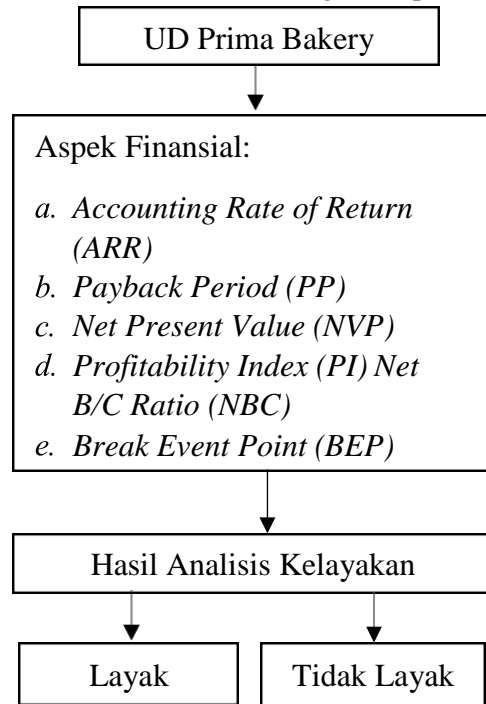 UD Prima Bakery
Aspek Finansial:
a. Accounting Rate of Return
(ARR)
b. Payback Period (PP)
c. Net Present Value (NVP)
d. Profitability Index (PI) Net
B/C Ratio (NBC)
e. Break Event Point (BEP)
Hasil Analisis Kelayakan
Layak
Tidak Layak